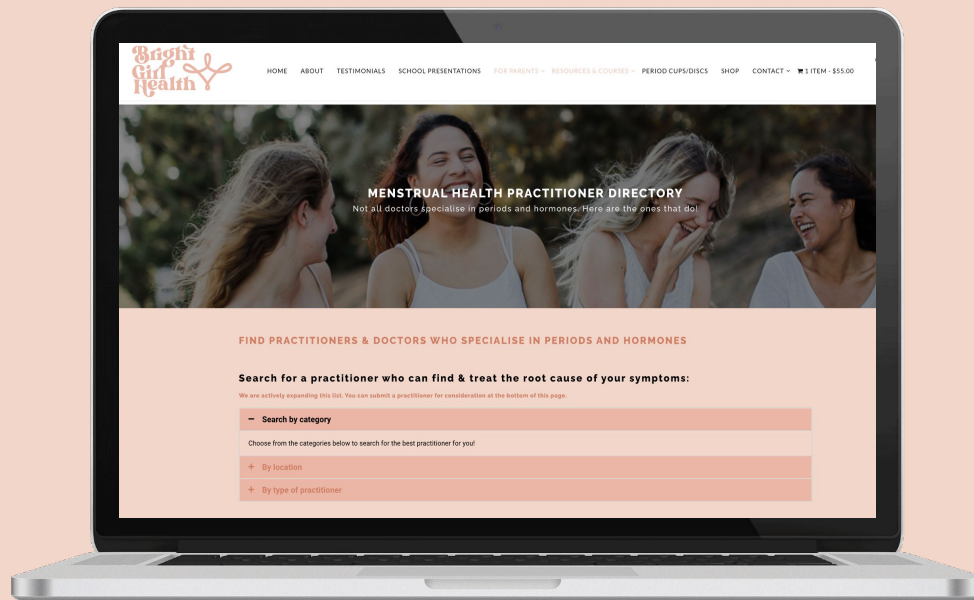 Bright
Girl
Health
HOME ABOUT TESTIMONIALS SCHOOL PRESENTATIONS FOR PARENTS RESOURCES & COURSES PERIOD CUPS/DISCS SHOP CONTACT 1 ITEM - $55.00
MENSTRUAL HEALTH PRACTITIONER DIRECTORY
Not all doctors specialise in periods and hormones. Here are the ones that do!
FIND PRACTITIONERS & DOCTORS WHO SPECIALISE IN PERIODS AND HORMONES
Search for a practitioner who can find & treat the root cause of your symptoms:
We are actively expanding this list. You can submit a practitioner for consideration at the bottom of this page.
− Search by category
Choose from the categories below to search for the best practitioner for you!
+ By location
+ By type of practitioner